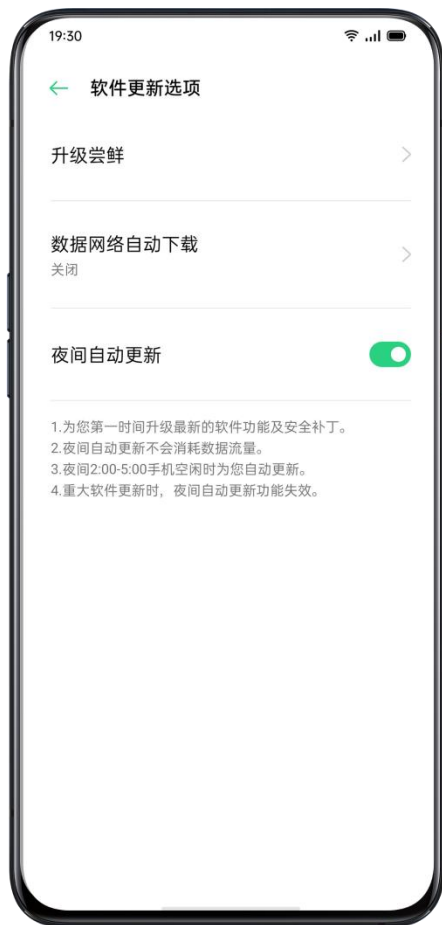 19:30
软件更新选项
升级尝鲜
数据网络自动下载
关闭
夜间自动更新
1.为您第一时间升级最新的软件功能及安全补丁。
2.夜间自动更新不会消耗数据流量。
3.夜间2:00-5:00手机空闲时为您自动更新。
4.重大软件更新时，夜间自动更新功能失效。